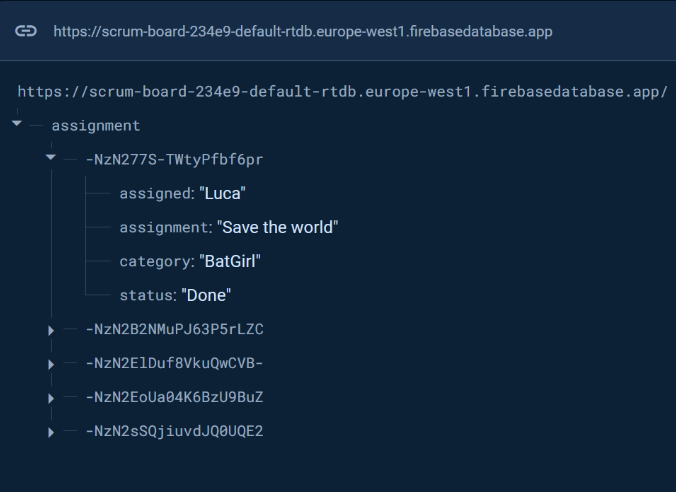 https://scrum-board-234e9-default-rtdb.europe-west1.firebasedatabase.app
https://scrum-board-234e9-default-rtdb.europe-west1.firebasedatabase.app/
assignment
-NzN277S-TWtyPfbf6pr
assigned: "Luca"
assignment: "Save the world"
category: "BatGirl"
status: "Done"
-NzN2B2NMuPJ63P5rLZC
-NzN2ElDuf8VkuQwCVB-
-NzN2EoUa04K6BzU9BuZ
-NzN2sSQjiuvdJQ0UQE2